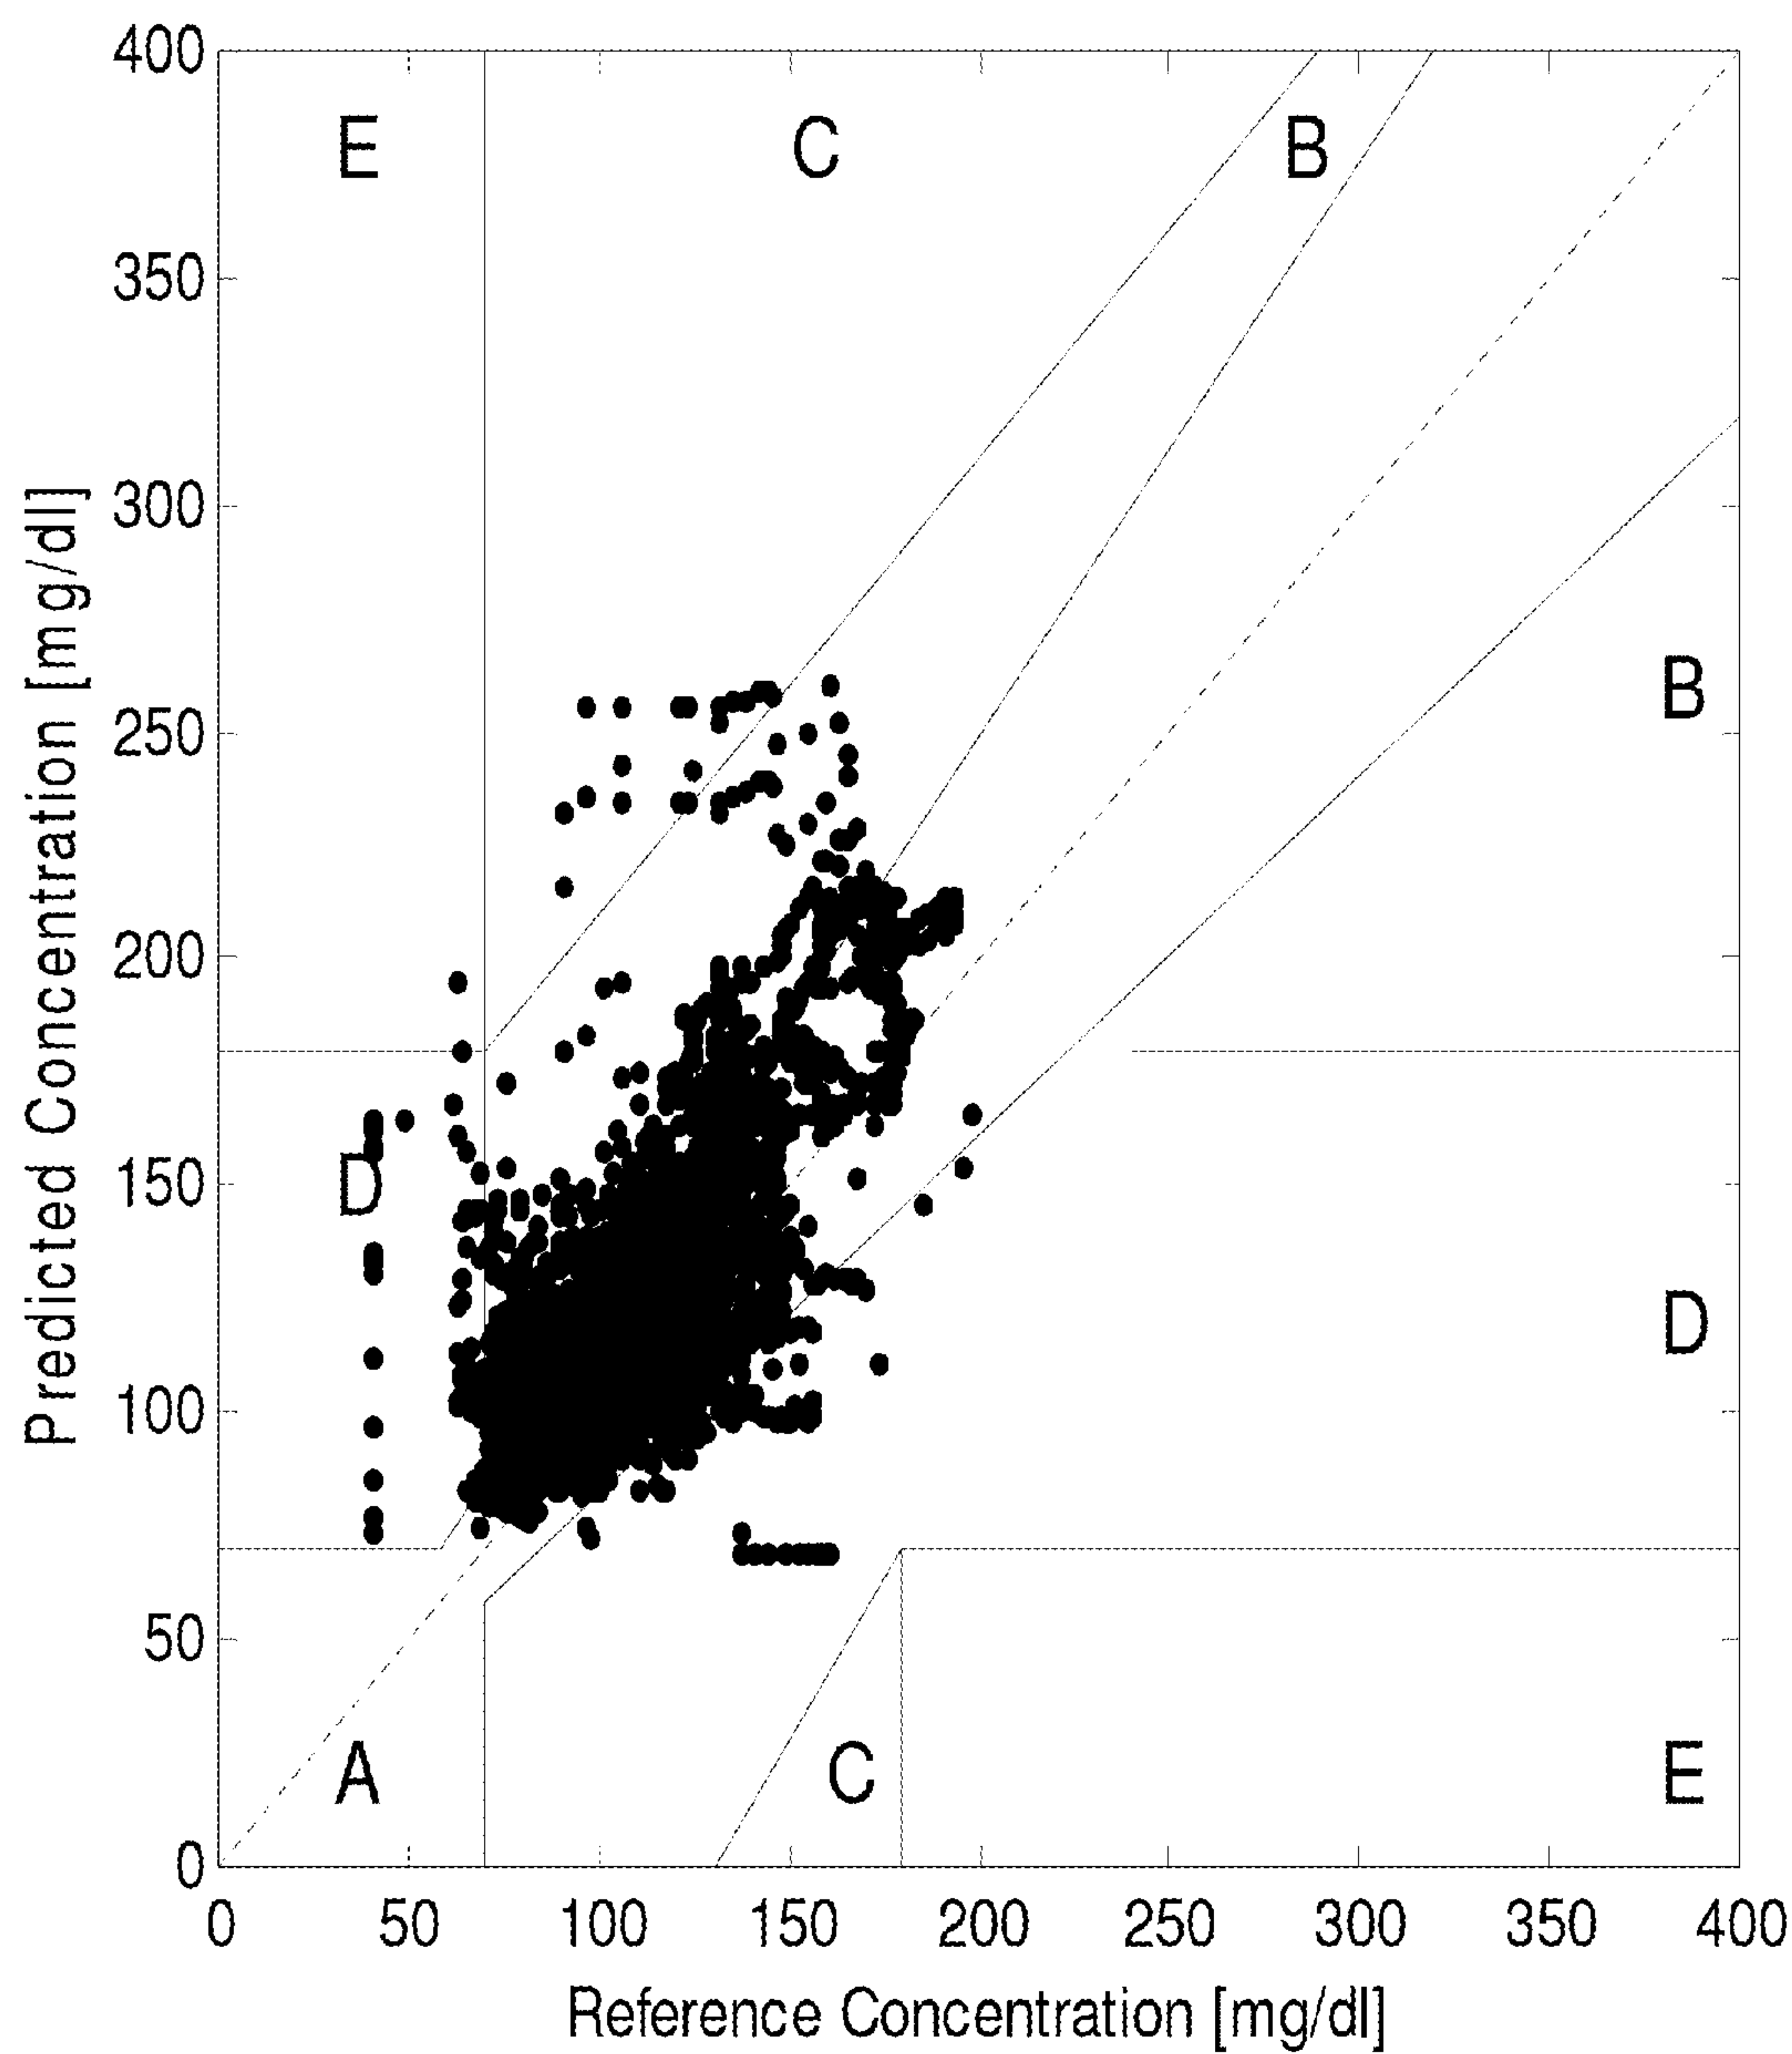 400
E
C
B
350
300
B
250
200
D
150
D
100
50
A
C
E
0
0 50 100 150 200 250 300 350 400
Reference Concentration [mg/dl]
Predicted Concentration [mg/dl]